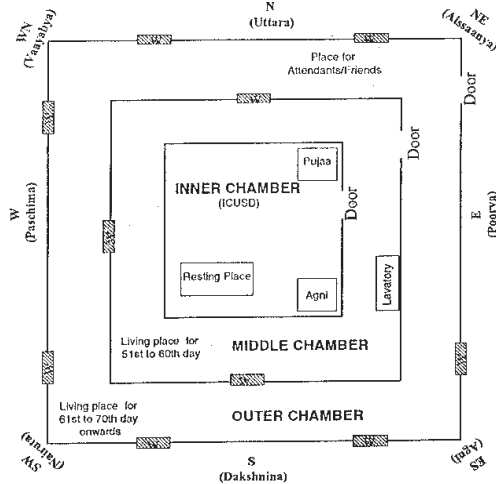 N
(Uttara)
WN
(Vaayabya)
NE
(Aissaanya)
W
W
Place for
Attendants/Friends
Door
W
W
Door
Pujaa
INNER CHAMBER
(ICUSD)
Door
W
(Paschima)
E
(Poorva)
W
Resting Place
Agni
Lavatory
Living place for
51st to 60th day
MIDDLE CHAMBER
W
W
W
Living place for
61st to 70th day
onwards
OUTER CHAMBER
W
W
SW
(Nairuta)
S
(Dakshnina)
ES
(Agni)